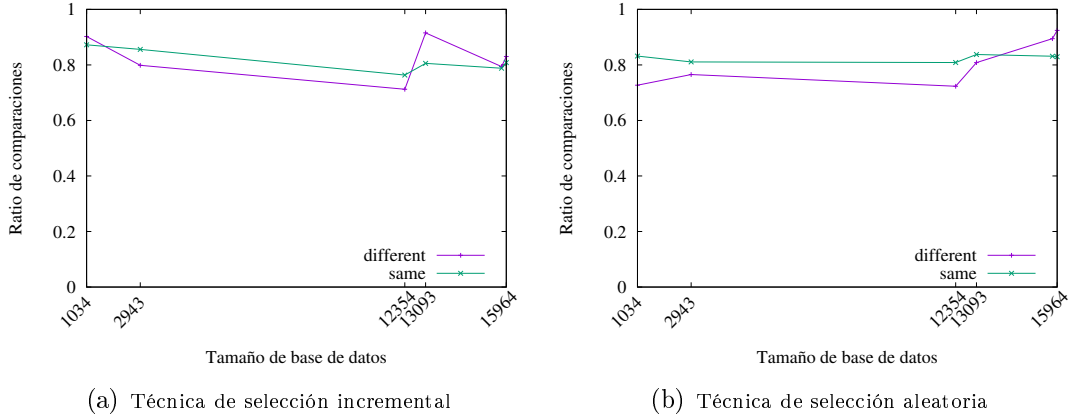 1
0.8
0.6
0.4
0.2
0
Ratio de comparaciones
different
same
1034
2943
12354
13093
15964
Tamaño de base de datos
(a) Técnica de selección incremental
1
0.8
0.6
0.4
0.2
0
Ratio de comparaciones
different
same
1034
2943
12354
13093
15964
Tamaño de base de datos
(b) Técnica de selección aleatoria